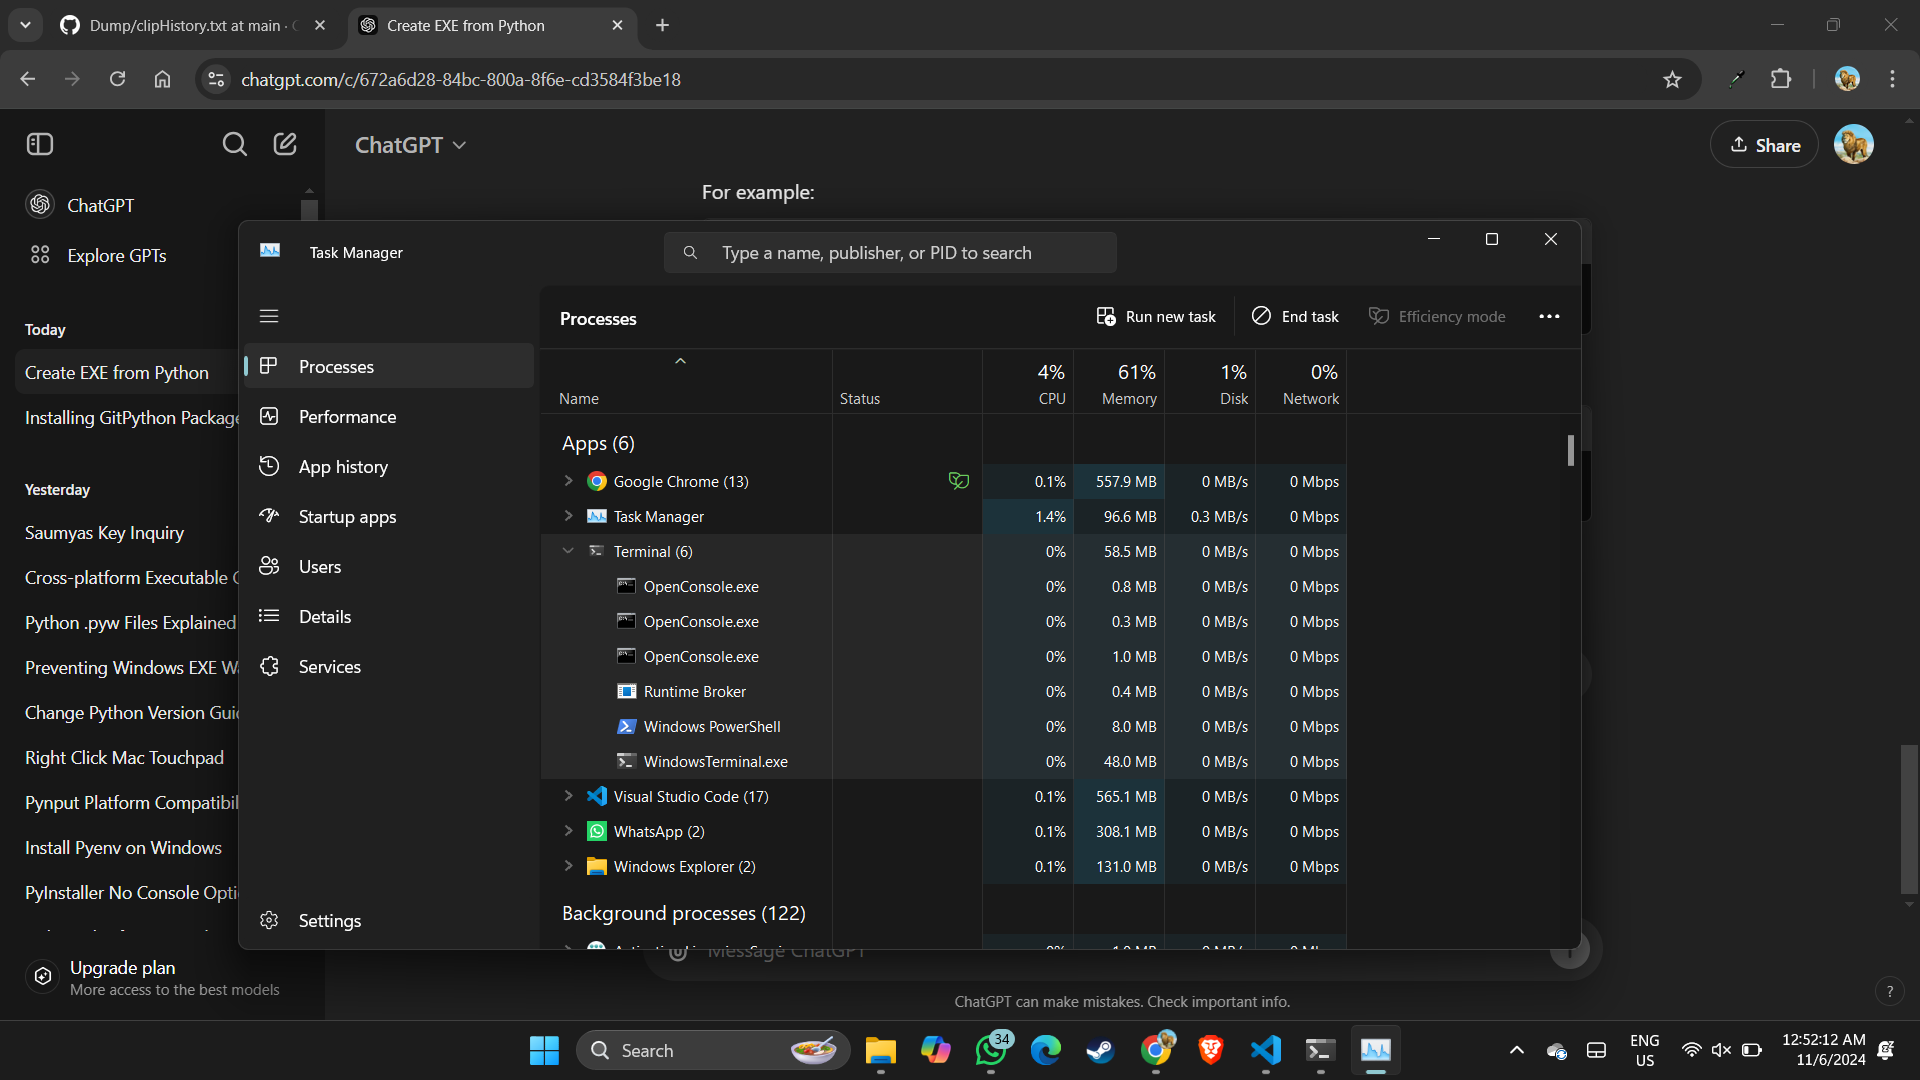 Dump/clipHistory.txt at main ·
Create EXE from Python
chatgpt.com/c/672a6d28-84bc-800a-8f6e-cd3584f3be18
ChatGPT
Share
ChatGPT
Explore GPTs
Today
Create EXE from Python
Installing GitPython Package
Yesterday
Saumyas Key Inquiry
Cross-platform Executable
Python .pyw Files Explained
Preventing Windows EXE
Change Python Version
Right Click Mac Touchpad
Pynput Platform
Install Pyenv on Windows
PyInstaller No Console
Upgrade plan
More access to the best models
For example:
Task Manager
Type a name, publisher, or PID to search
Processes
Performance
App history
Startup apps
Users
Details
Services
Settings
Processes
Run new task
End task
Efficiency mode
4% 61% 1% 0%
Name Status CPU Memory Disk Network
Apps (6)
Google Chrome (13) 0.1% 557.9 MB 0 MB/s 0 Mbps
Task Manager 1.4% 96.6 MB 0.3 MB/s 0 Mbps
Terminal (6) 0% 58.5 MB 0 MB/s 0 Mbps
OpenConsole.exe 0% 0.8 MB 0 MB/s 0 Mbps
OpenConsole.exe 0% 0.3 MB 0 MB/s 0 Mbps
OpenConsole.exe 0% 1.0 MB 0 MB/s 0 Mbps
Runtime Broker 0% 0.4 MB 0 MB/s 0 Mbps
Windows PowerShell 0% 8.0 MB 0 MB/s 0 Mbps
WindowsTerminal.exe 0% 48.0 MB 0 MB/s 0 Mbps
Visual Studio Code (17) 0.1% 565.1 MB 0 MB/s 0 Mbps
WhatsApp (2) 0.1% 308.1 MB 0 MB/s 0 Mbps
Windows Explorer (2) 0.1% 131.0 MB 0 MB/s 0 Mbps
Background processes (122)
Message ChatGPT
ChatGPT can make mistakes. Check important info.
?
Search
34
ENG
US
12:52:12 AM
11/6/2024